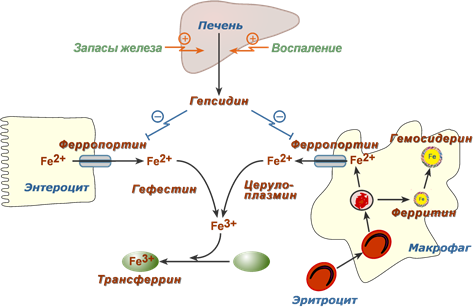 Печень
+
+
Запасы железа
Воспаление
Гепсидин
−
−
Ферропортин
Ферропортин
Гемосидерин
Fe
Fe2+
Fe2+
Fe2+
Fe2+
Энтероцит
Гефестин
Церуло-
плазмин
Fe
Ферритин
Fe3+
Макрофаг
Fe3+
Трансферрин
Эритроцит